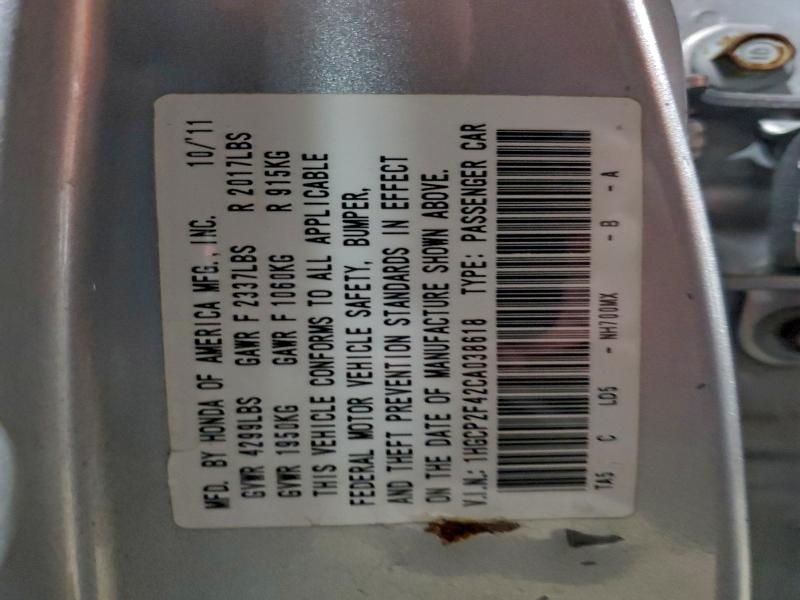 MFD. BY HONDA OF AMERICA MFG., INC. 10/'11
GVWR 4299LBS GAWR F 2337LBS R 2017LBS
GVWR 1950KG GAWR F 1060KG R 915KG
THIS VEHICLE CONFORMS TO ALL APPLICABLE
FEDERAL MOTOR VEHICLE SAFETY, BUMPER,
AND THEFT PREVENTION STANDARDS IN EFFECT
ON THE DATE OF MANUFACTURE SHOWN ABOVE.
V.I.N.: 1HGCP2F42CA038618 TYPE: PASSENGER CAR
TA5 C LD5 - NH700MX - B - A